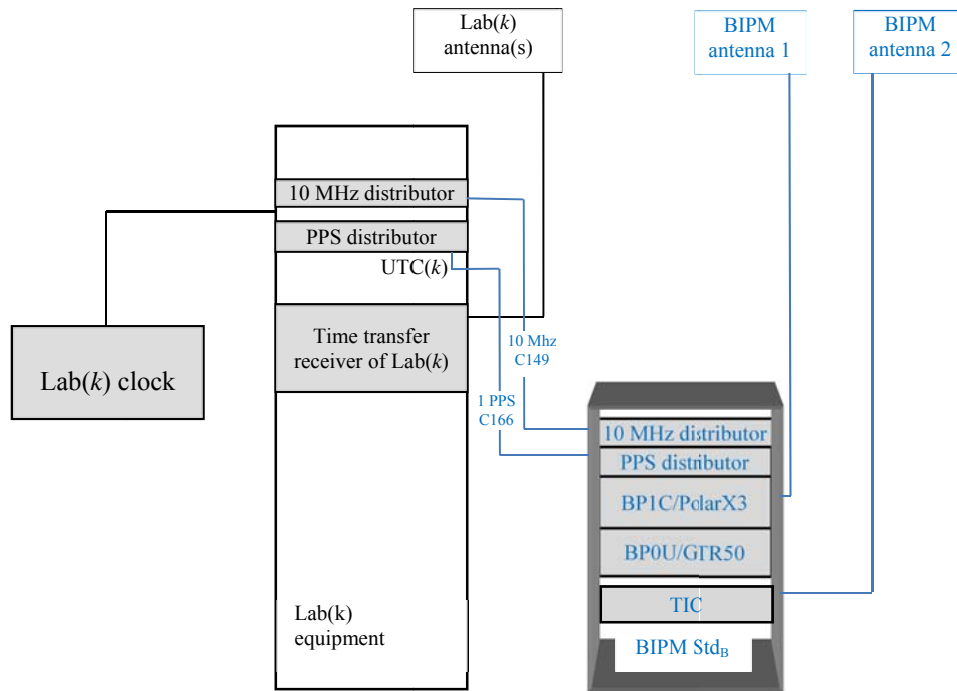 Lab(k)
antenna(s)
BIPM
antenna 1
BIPM
antenna 2
10 MHz distributor
PPS distributor
UTC(k)
Time transfer
receiver of Lab(k)
Lab(k) clock
10 Mhz
C149
1 PPS
C166
10 MHz distributor
PPS distributor
BP1C/PolarX3
BP0U/GTR50
TIC
BIPM StdB
Lab(k)
equipment